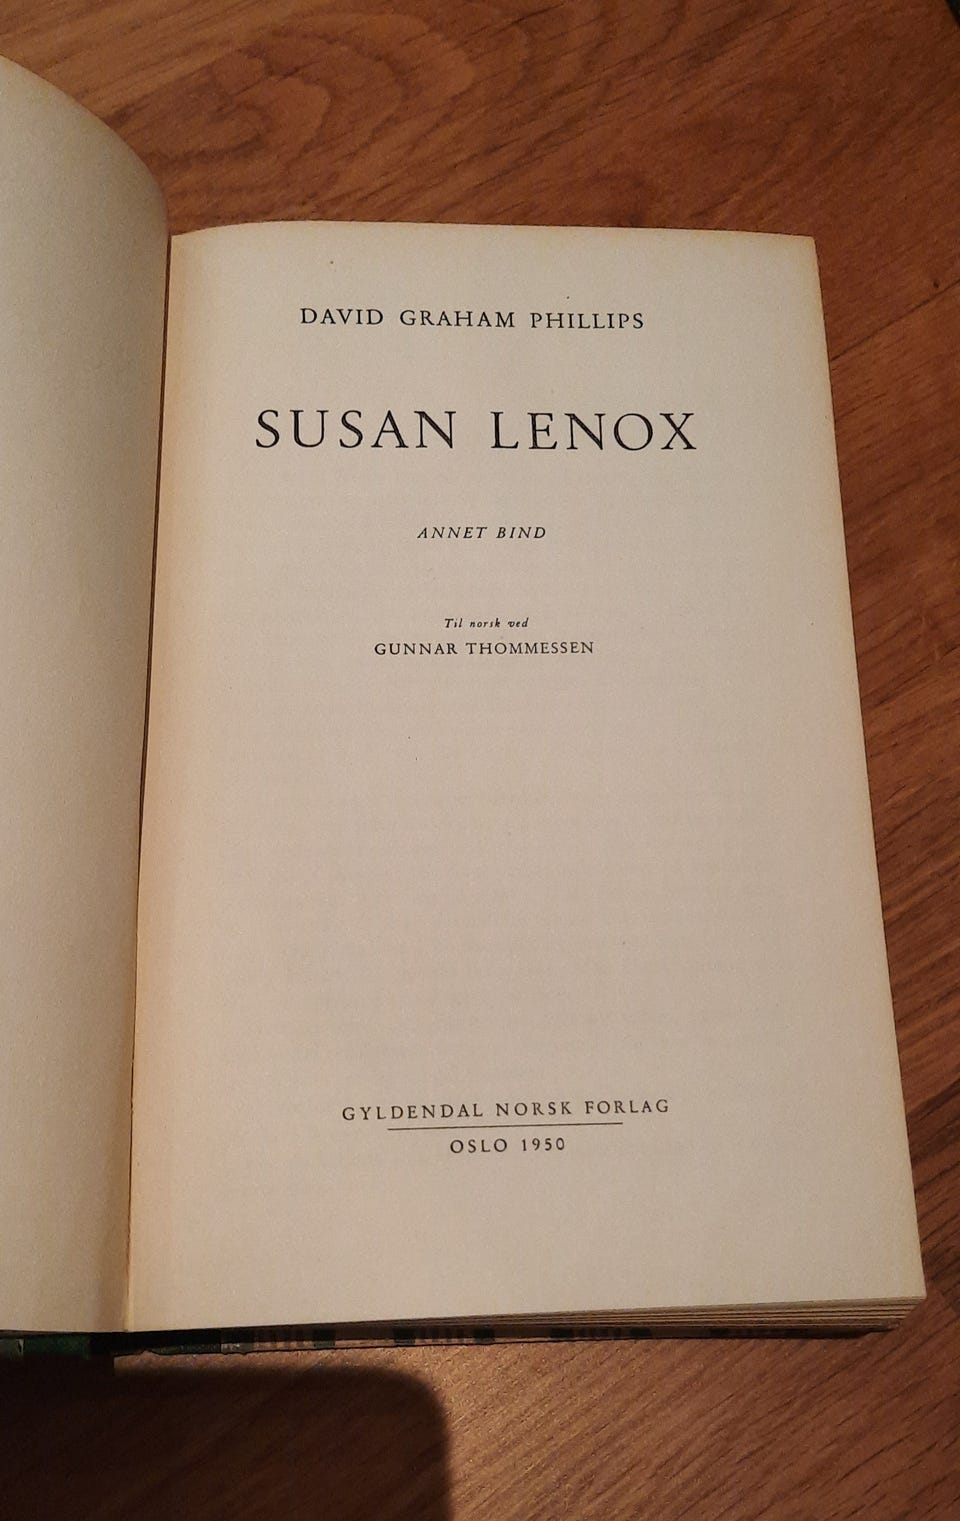 DAVID GRAHAM PHILLIPS
SUSAN LENOX
ANNET BIND
Til norsk ved
GUNNAR THOMMESSEN
GYLDENDAL NORSK FORLAG
OSLO 1950